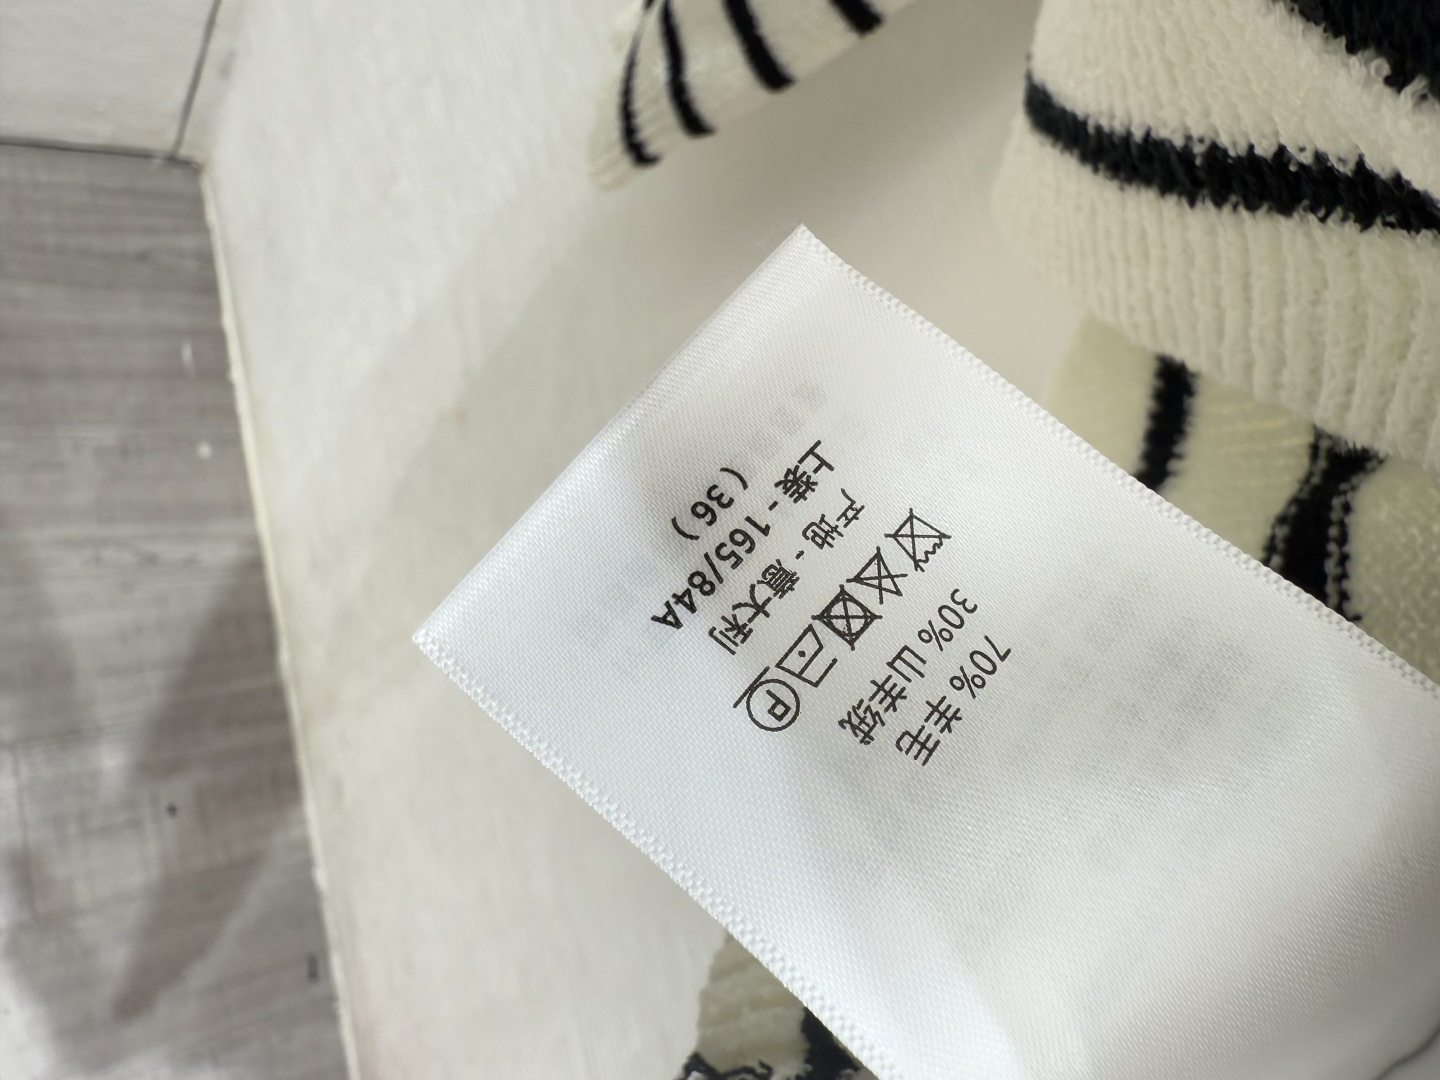 70% 羊毛
30% 山羊绒
P
产地 - 意大利
上装 - 165/84A
(36)